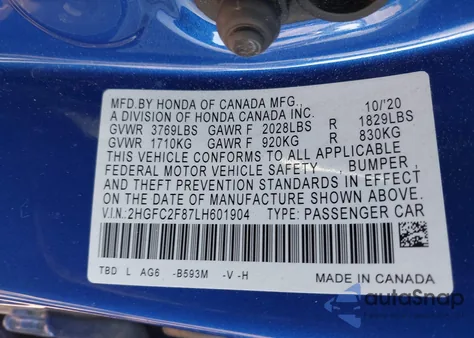 MFD.BY HONDA OF CANADA MFG., 10/'20
A DIVISION OF HONDA CANADA INC.
GVWR 3769LBS GAWR F 2028LBS R 1829LBS
GVWR 1710KG GAWR F 920KG R 830KG
THIS VEHICLE CONFORMS TO ALL APPLICABLE
FEDERAL MOTOR VEHICLE SAFETY , BUMPER ,
AND THEFT PREVENTION STANDARDS IN EFFECT
ON THE DATE OF MANUFACTURE SHOWN ABOVE.
V.I.N: 2HGFC2F87LH601904 TYPE: PASSENGER CAR
TBD L AG6 -B593M -V -H
MADE IN CANADA
autoSnap